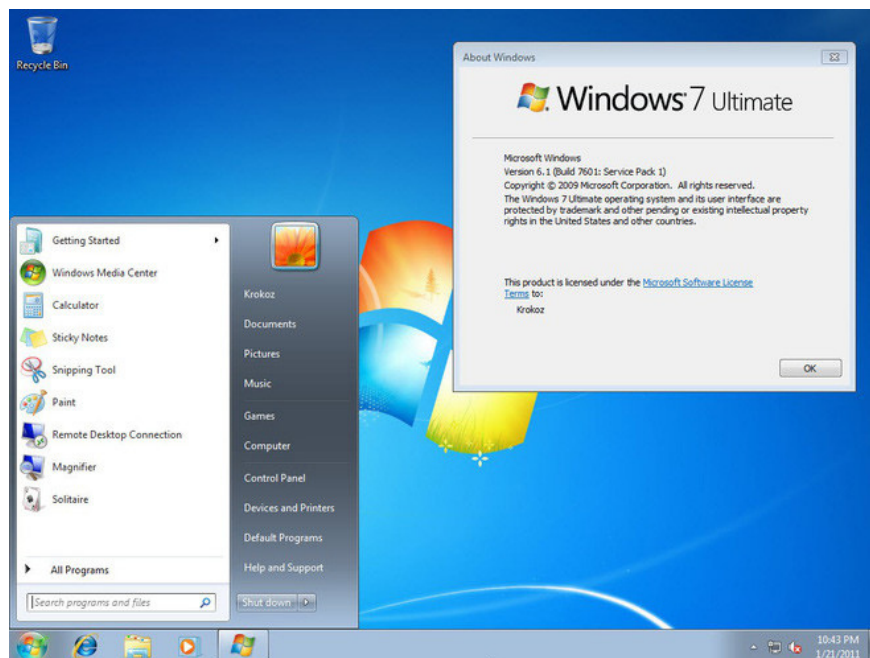 Recycle Bin
About Windows
Windows 7 Ultimate
Microsoft Windows
Version 6.1 (Build 7601: Service Pack 1)
Copyright © 2009 Microsoft Corporation. All rights reserved.
The Windows 7 Ultimate operating system and its user interface are
protected by trademark and other pending or existing intellectual property
rights in the United States and other countries.
This product is licensed under the Microsoft Software License
Terms to:
Krokoz
OK
Getting Started
Windows Media Center
Calculator
Sticky Notes
Snipping Tool
Paint
Remote Desktop Connection
Magnifier
Solitaire
All Programs
Search programs and files
Krokoz
Documents
Pictures
Music
Games
Computer
Control Panel
Devices and Printers
Default Programs
Help and Support
Shut down
10:43 PM
1/21/2011